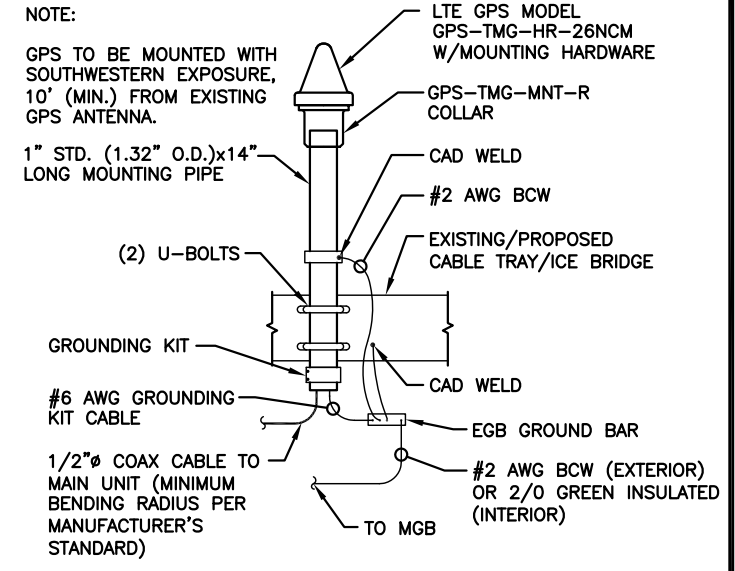 NOTE:
GPS TO BE MOUNTED WITH
SOUTHWESTERN EXPOSURE,
10' (MIN.) FROM EXISTING
GPS ANTENNA.
1" STD. (1.32" O.D.)x14"
LONG MOUNTING PIPE
(2) U-BOLTS
GROUNDING KIT
#6 AWG GROUNDING
KIT CABLE
1/2"ø COAX CABLE TO
MAIN UNIT (MINIMUM
BENDING RADIUS PER
MANUFACTURER'S
STANDARD)
LTE GPS MODEL
GPS-TMG-HR-26NCM
W/MOUNTING HARDWARE
GPS-TMG-MNT-R
COLLAR
CAD WELD
#2 AWG BCW
EXISTING/PROPOSED
CABLE TRAY/ICE BRIDGE
CAD WELD
EGB GROUND BAR
#2 AWG BCW (EXTERIOR)
OR 2/0 GREEN INSULATED
(INTERIOR)
TO MGB